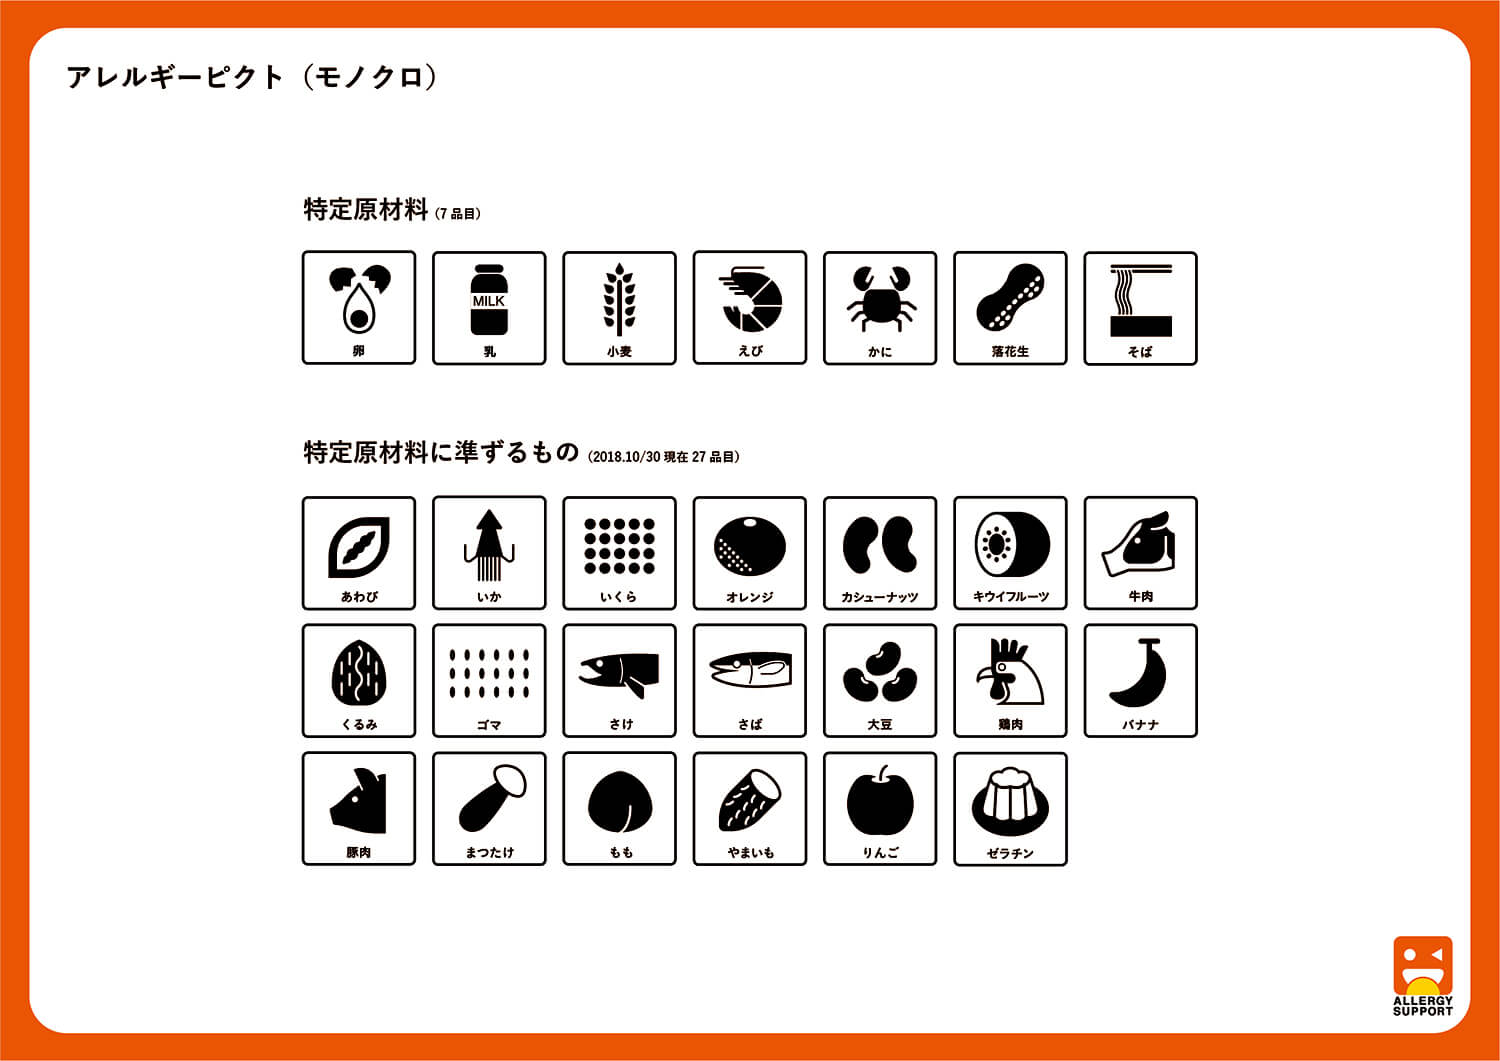 アレルギーピクト（モノクロ）
特定原材料（7 品目）
MILK
卵 乳 小麦 えび かに 落花生 そば
特定原材料に準ずるもの（2018.10/30 現在 27 品目）
あわび いか いくら オレンジ カシューナッツ キウイフルーツ 牛肉
くるみ ゴマ さけ さば 大豆 鶏肉 バナナ
豚肉 まつたけ もも やまいも りんご ゼラチン
ALLERGY
SUPPORT